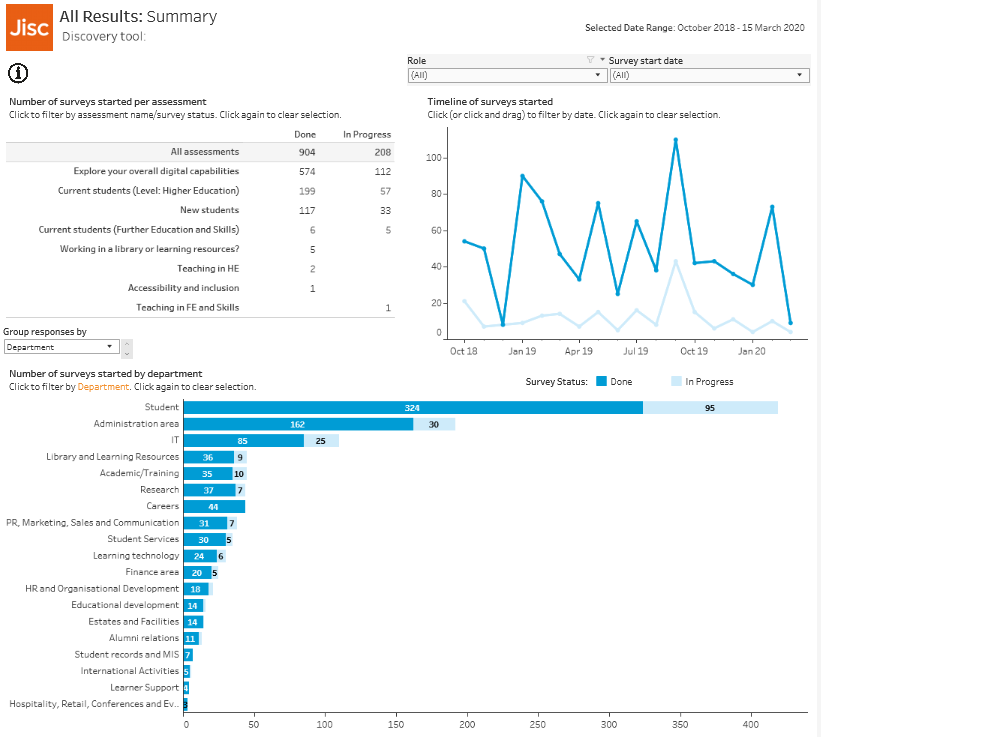 Jisc
All Results: Summary
Discovery tool:
Selected Date Range: October 2018 - 15 March 2020
i
Role
Survey start date
(All)
(All)
Number of surveys started per assessment
Click to filter by assessment name/survey status. Click again to clear selection.
Done In Progress
All assessments 904 208
Explore your overall digital capabilities 574 112
Current students (Level: Higher Education) 199 57
New students 117 33
Current students (Further Education and Skills) 6 5
Working in a library or learning resources? 5
Teaching in HE 2
Accessibility and inclusion 1
Teaching in FE and Skills 1
Timeline of surveys started
Click (or click and drag) to filter by date. Click again to clear selection.
100
80
60
40
20
0
Oct 18 Jan 19 Apr 19 Jul 19 Oct 19 Jan 20
Group responses by
Department
Number of surveys started by department
Click to filter by Department. Click again to clear selection.
Survey Status: Done In Progress
Student 324 95
Administration area 162 30
IT 85 25
Library and Learning Resources 36 9
Academic/Training 35 10
Research 37 7
Careers 44
PR, Marketing, Sales and Communication 31 7
Student Services 30 5
Learning technology 24 6
Finance area 20 5
HR and Organisational Development 18
Educational development 14
Estates and Facilities 14
Alumni relations 11
Student records and MIS 7
International Activities 5
Learner Support 4
Hospitality, Retail, Conferences and Ev.. 3
0 50 100 150 200 250 300 350 400